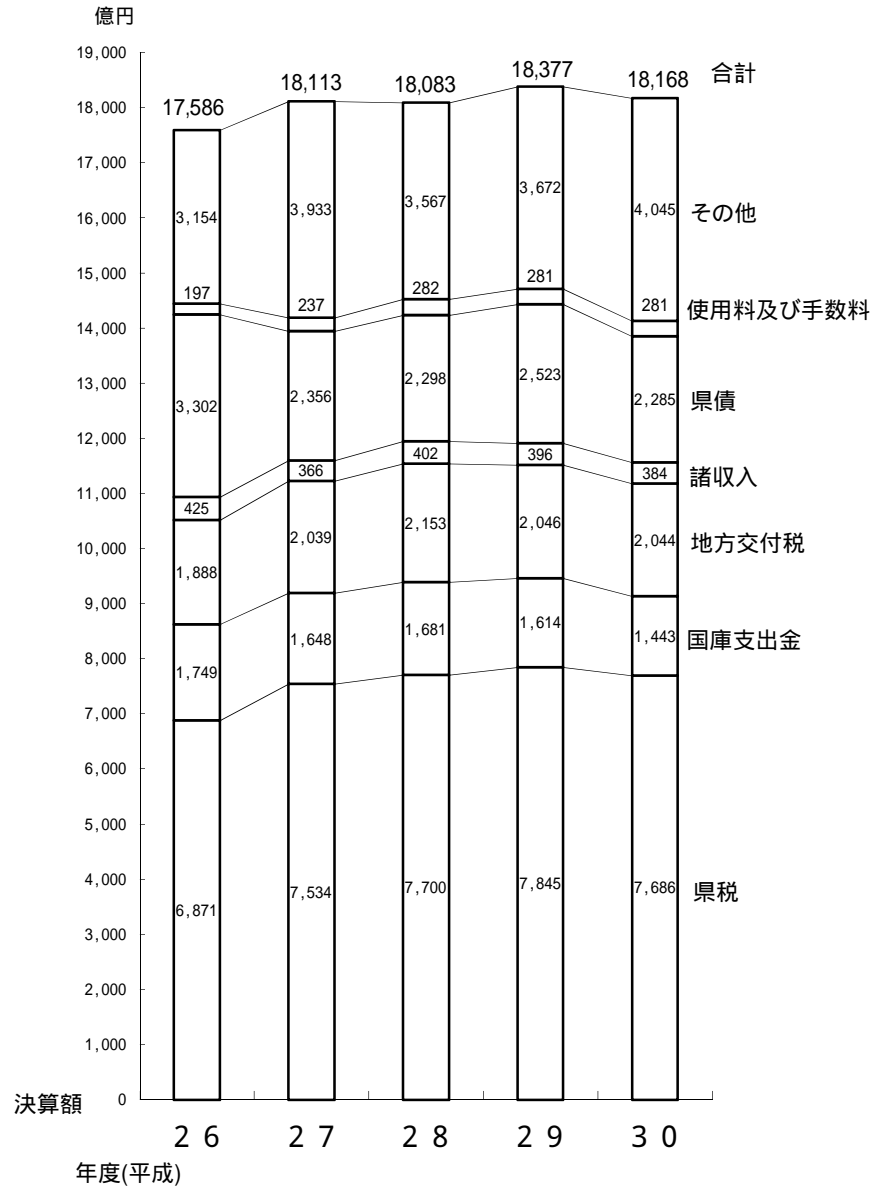 億円
19,000
18,000
17,000
16,000
15,000
14,000
13,000
12,000
11,000
10,000
9,000
8,000
7,000
6,000
5,000
4,000
3,000
2,000
1,000
0
決算額
17,586 18,113 18,083 18,377 18,168 合計
3,154 3,933 3,567 3,672 4,045 その他
197 237 282 281 281 使用料及び手数料
3,302 2,356 2,298 2,523 2,285 県債
425 366 402 396 384 諸収入
1,888 2,039 2,153 2,046 2,044 地方交付税
1,749 1,648 1,681 1,614 1,443 国庫支出金
6,871 7,534 7,700 7,845 7,686 県税
26 27 28 29 30
年度(平成)